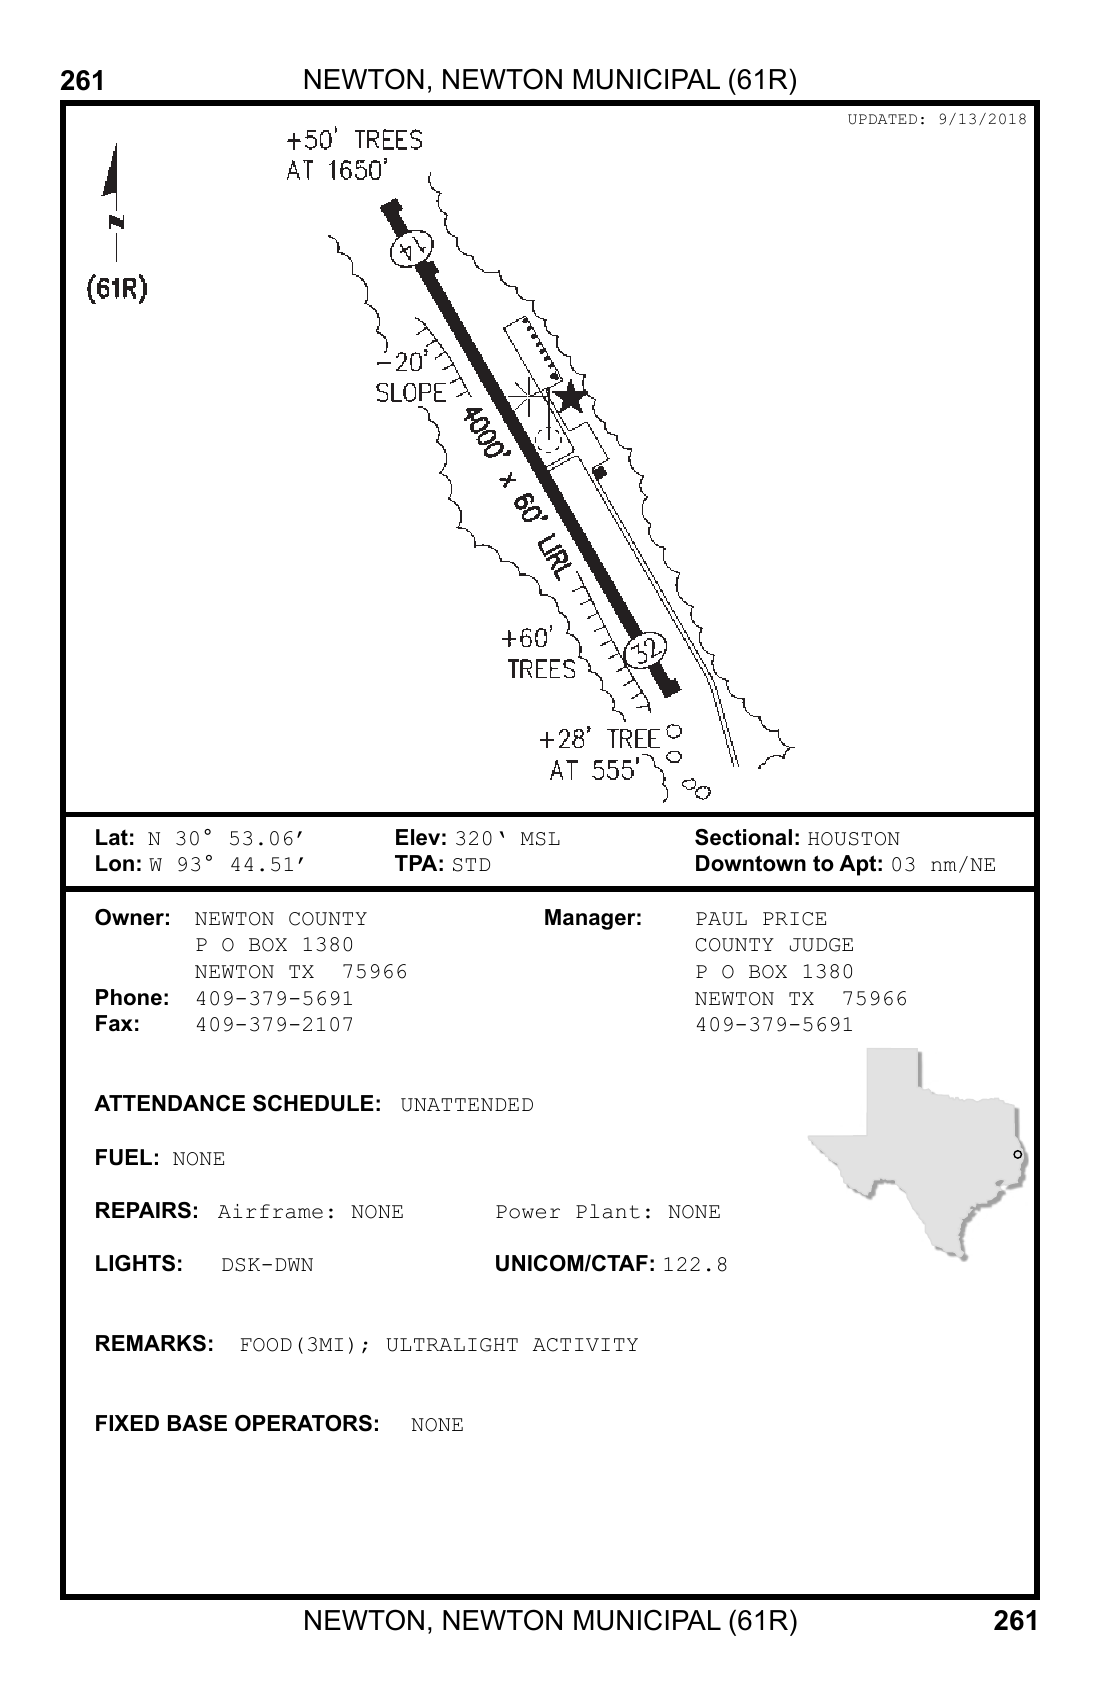 261 NEWTON, NEWTON MUNICIPAL (61R)
UPDATED: 9/13/2018
+50' TREES
AT 1650'
N
(61R)
14
-20'
SLOPE
4000' x 60' LIRL
+60'
TREES
32
+28' TREE
AT 555'
Lat: N 30° 53.06′ Elev: 320‘ MSL Sectional: HOUSTON
Lon: W 93° 44.51′ TPA: STD Downtown to Apt: 03 nm/NE
Owner: NEWTON COUNTY Manager: PAUL PRICE
P O BOX 1380 COUNTY JUDGE
NEWTON TX 75966 P O BOX 1380
Phone: 409-379-5691 NEWTON TX 75966
Fax: 409-379-2107 409-379-5691
ATTENDANCE SCHEDULE: UNATTENDED
FUEL: NONE
REPAIRS: Airframe: NONE Power Plant: NONE
LIGHTS: DSK-DWN UNICOM/CTAF: 122.8
REMARKS: FOOD(3MI); ULTRALIGHT ACTIVITY
FIXED BASE OPERATORS: NONE
NEWTON, NEWTON MUNICIPAL (61R) 261